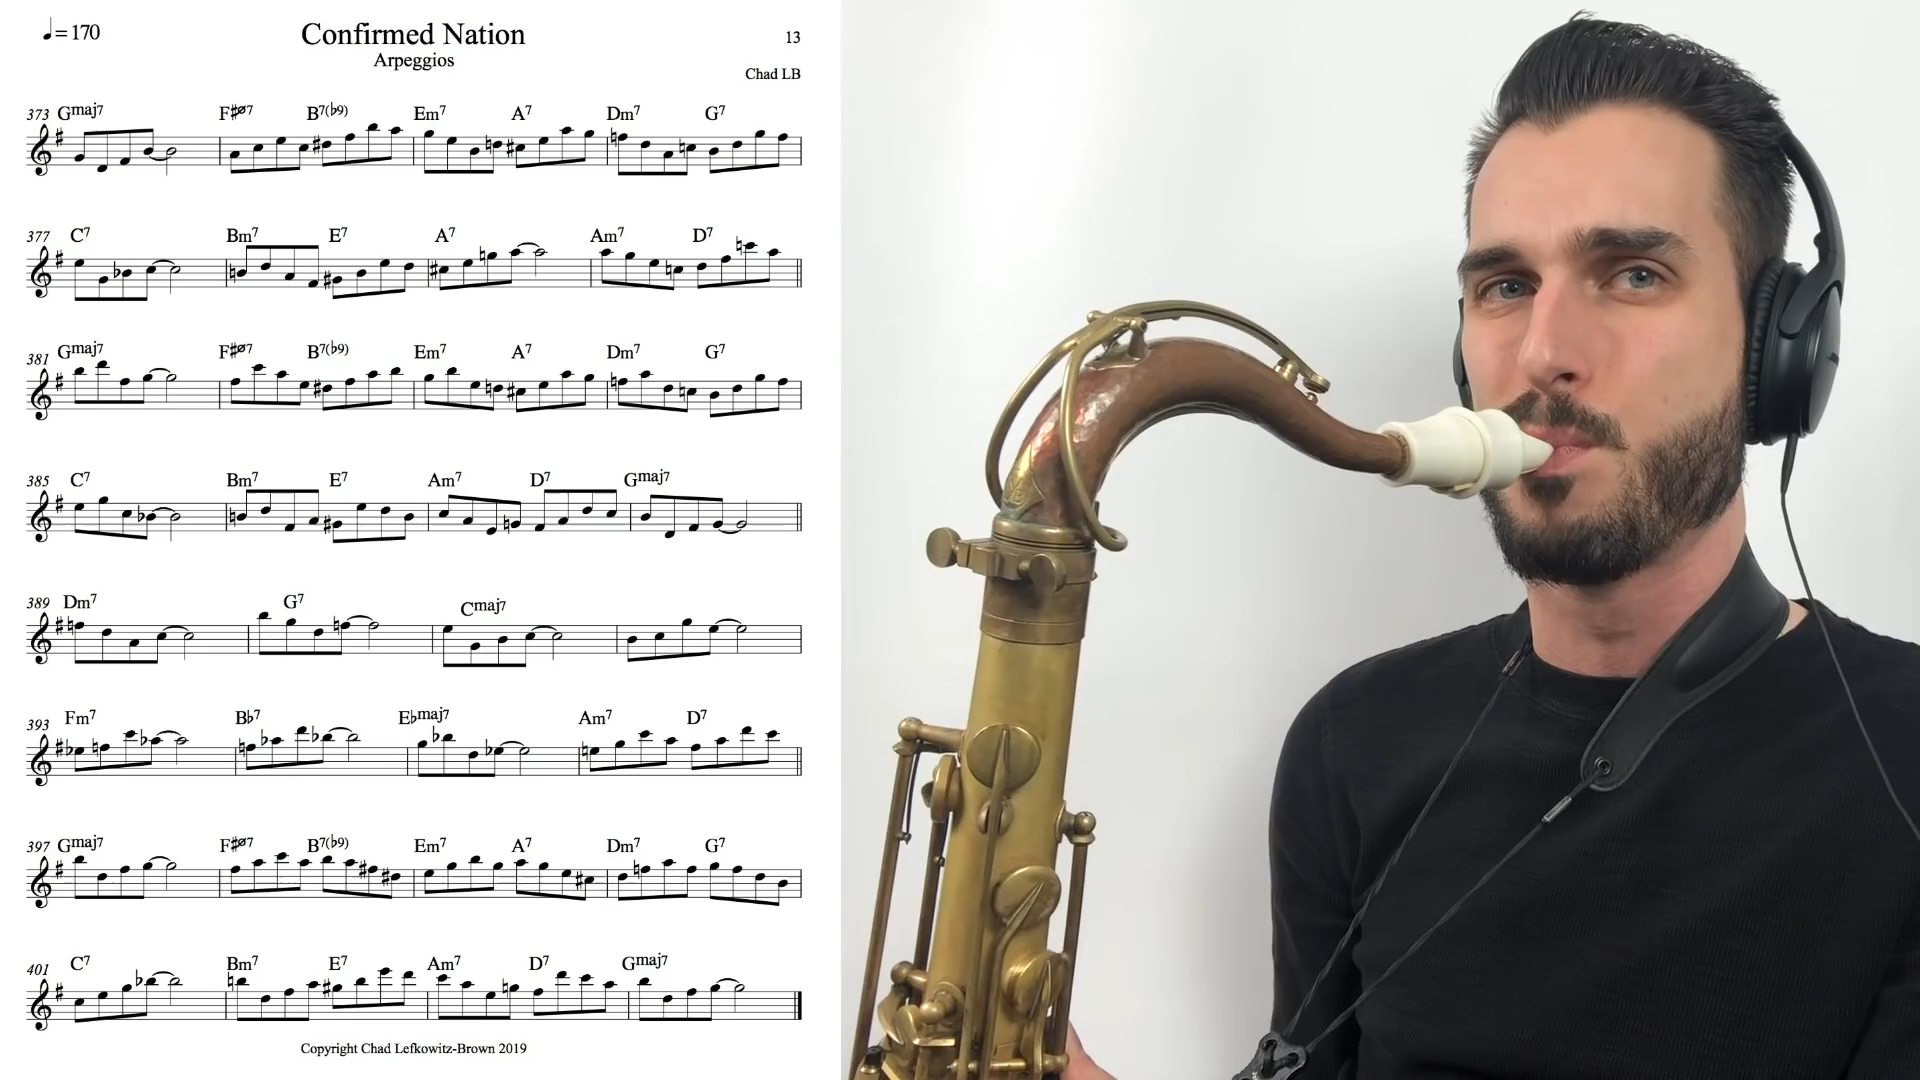 ♩= 170
Confirmed Nation
13
Arpeggios
Chad LB
373 Gmaj7 F#ø7 B7(♭9) Em7 A7 Dm7 G7
377 C7 Bm7 E7 A7 Am7 D7
381 Gmaj7 F#ø7 B7(♭9) Em7 A7 Dm7 G7
385 C7 Bm7 E7 Am7 D7 Gmaj7
389 Dm7 G7 Cmaj7
393 Fm7 B♭7 E♭maj7 Am7 D7
397 Gmaj7 F#ø7 B7(♭9) Em7 A7 Dm7 G7
401 C7 Bm7 E7 Am7 D7 Gmaj7
Copyright Chad Lefkowitz-Brown 2019